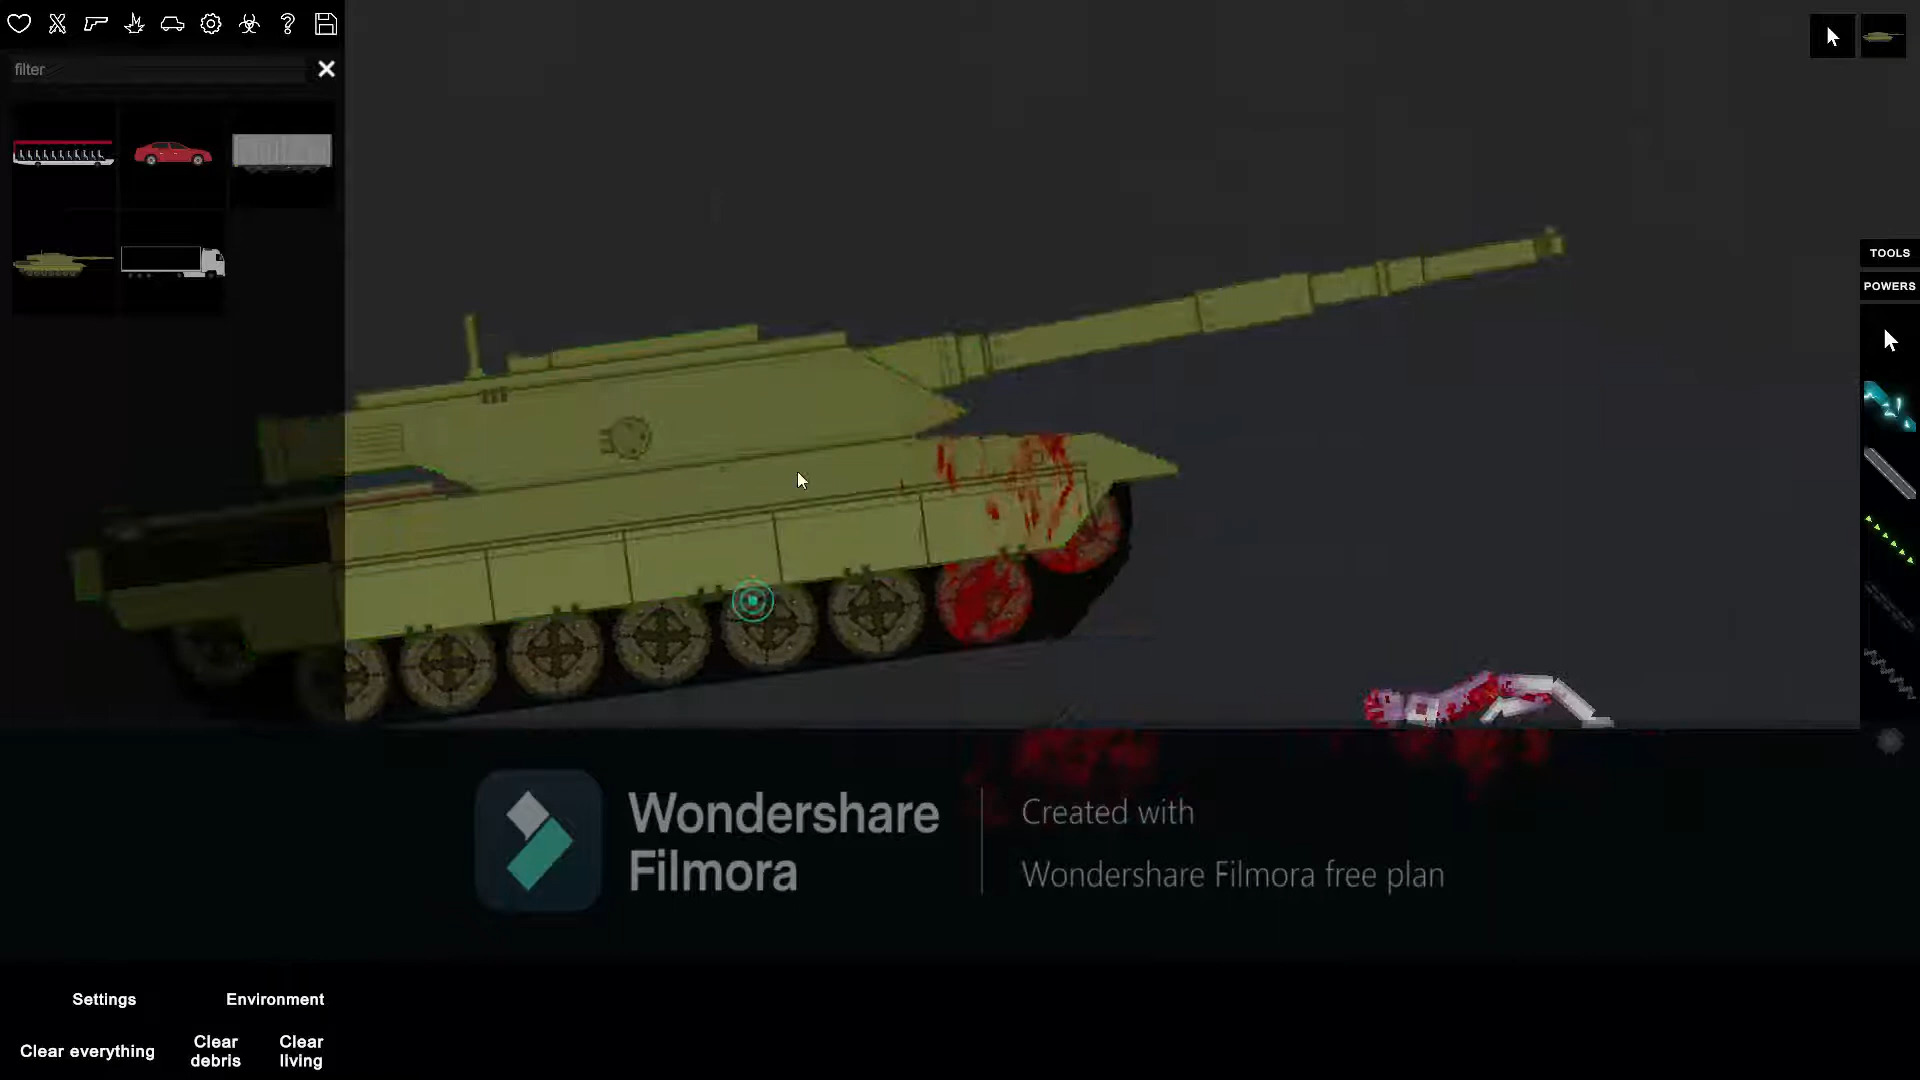 filter
TOOLS
POWERS
Wondershare
Filmora
Created with
Wondershare Filmora free plan
Settings
Environment
Clear everything
Clear
debris
Clear
living